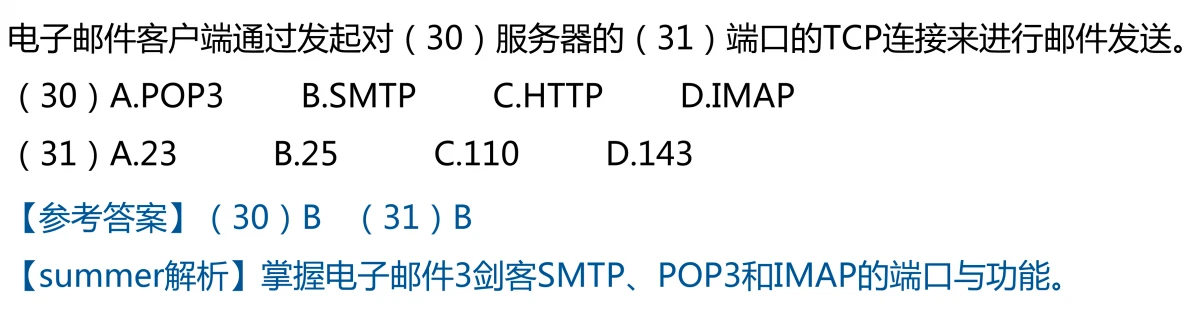 电子邮件客户端通过发起对（30）服务器的（31）端口的TCP连接来进行邮件发送。
（30）A.POP3 B.SMTP C.HTTP D.IMAP
（31）A.23 B.25 C.110 D.143
【参考答案】（30）B （31）B
【summer解析】掌握电子邮件3剑客SMTP、POP3和IMAP的端口与功能。